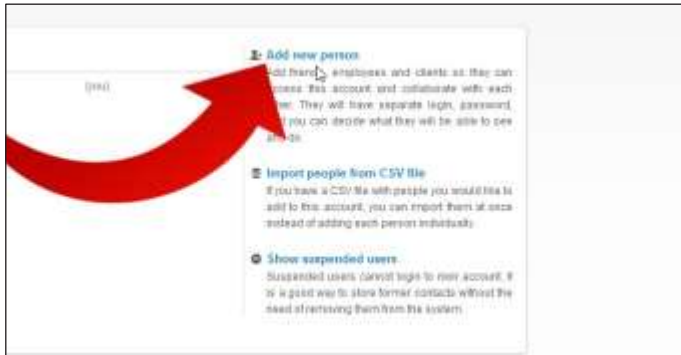 (you)
Add new person
Add friends, employees and clients so they can
access this account and collaborate with each
They will have separate login, password,
you can decide what they will be able to see
Import people from CSV file
If you have a CSV file with people you would like to
add to this account, you can import them at once
instead of adding each person individually.
Show suspended users
Suspended users cannot login to your account. It
is a good way to store former contacts without the
need of removing them from the system.